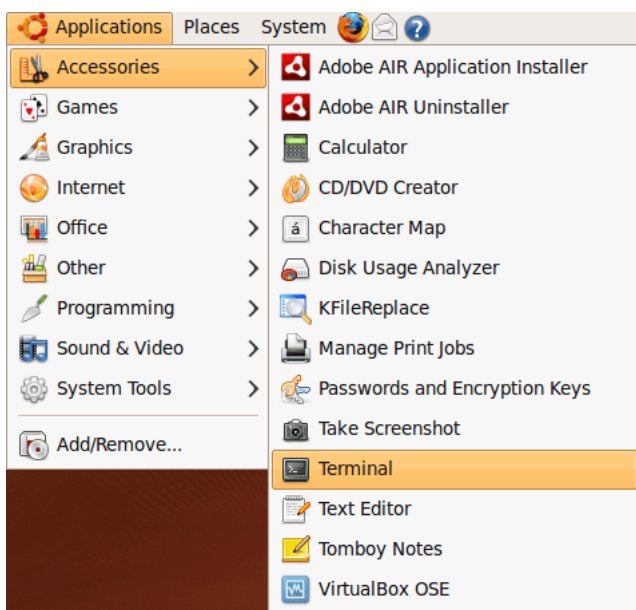 Applications Places System
Accessories
Games
Graphics
Internet
Office
Other
Programming
Sound & Video
System Tools
Add/Remove...
Adobe AIR Application Installer
Adobe AIR Uninstaller
Calculator
CD/DVD Creator
á Character Map
Disk Usage Analyzer
KFileReplace
Manage Print Jobs
Passwords and Encryption Keys
Take Screenshot
Terminal
Text Editor
Tomboy Notes
VirtualBox OSE